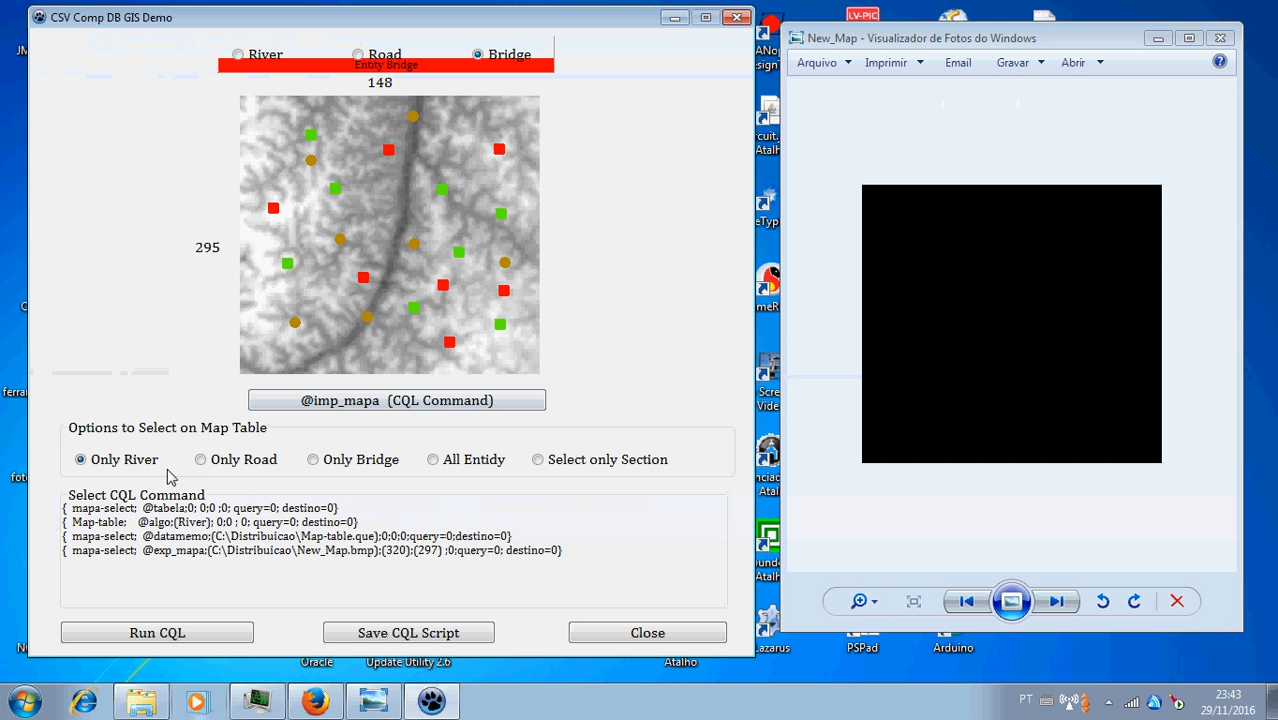 CSV Comp DB GIS Demo
River
Road
Bridge
Entity Bridge
148
295
@imp_mapa (CQL Command)
Options to Select on Map Table
Only River
Only Road
Only Bridge
All Entidy
Select only Section
Select CQL Command
{ mapa-select; @tabela;0; 0;0 ;0; query=0; destino=0}
{ Map-table; @algo;(River); 0;0 ; 0; query=0; destino=0}
{ mapa-select; @datamemo;(C:\Distribuicao\Map-table.que);0;0;0;query=0;destino=0}
{ mapa-select; @exp_mapa;(C:\Distribuicao\New_Map.bmp);(320);(297) ;0;query=0; destino=0}
Run CQL
Save CQL Script
Close
New_Map - Visualizador de Fotos do Windows
Arquivo
Imprimir
Email
Gravar
Abrir
LV-PIC
Atalh
Scre
Vide
Oracle
Update Utility 2.6
Atalho
Lazarus
PSPad
Arduino
PT
23:43
29/11/2016